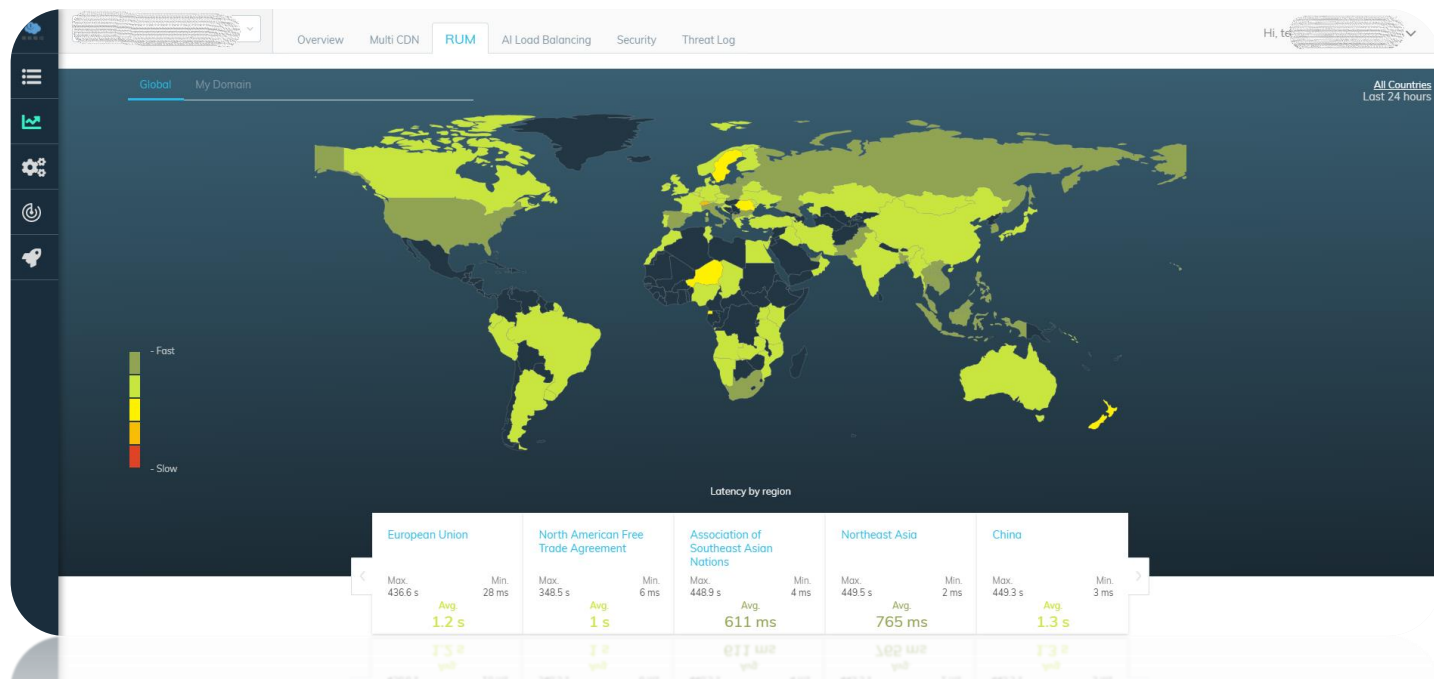 Overview Multi CDN RUM AI Load Balancing Security Threat Log
Hi, te
Global My Domain
All Countries
Last 24 hours
- Fast
- Slow
Latency by region
European Union
Max. Min.
436.6 s 28 ms
Avg.
1.2 s
North American Free
Trade Agreement
Max. Min.
348.5 s 6 ms
Avg.
1 s
Association of
Southeast Asian
Nations
Max. Min.
448.9 s 4 ms
Avg.
611 ms
Northeast Asia
Max. Min.
449.5 s 2 ms
Avg.
765 ms
China
Max. Min.
449.3 s 3 ms
Avg.
1.3 s